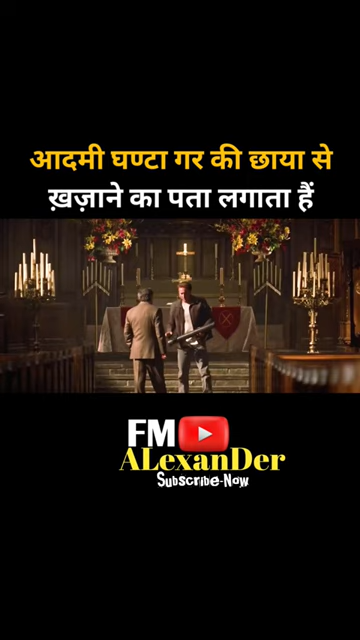 आदमी घण्टा गर की छाया से
ख़ज़ाने का पता लगाता हैं
FM
ALexanDer
Subscribe-Now